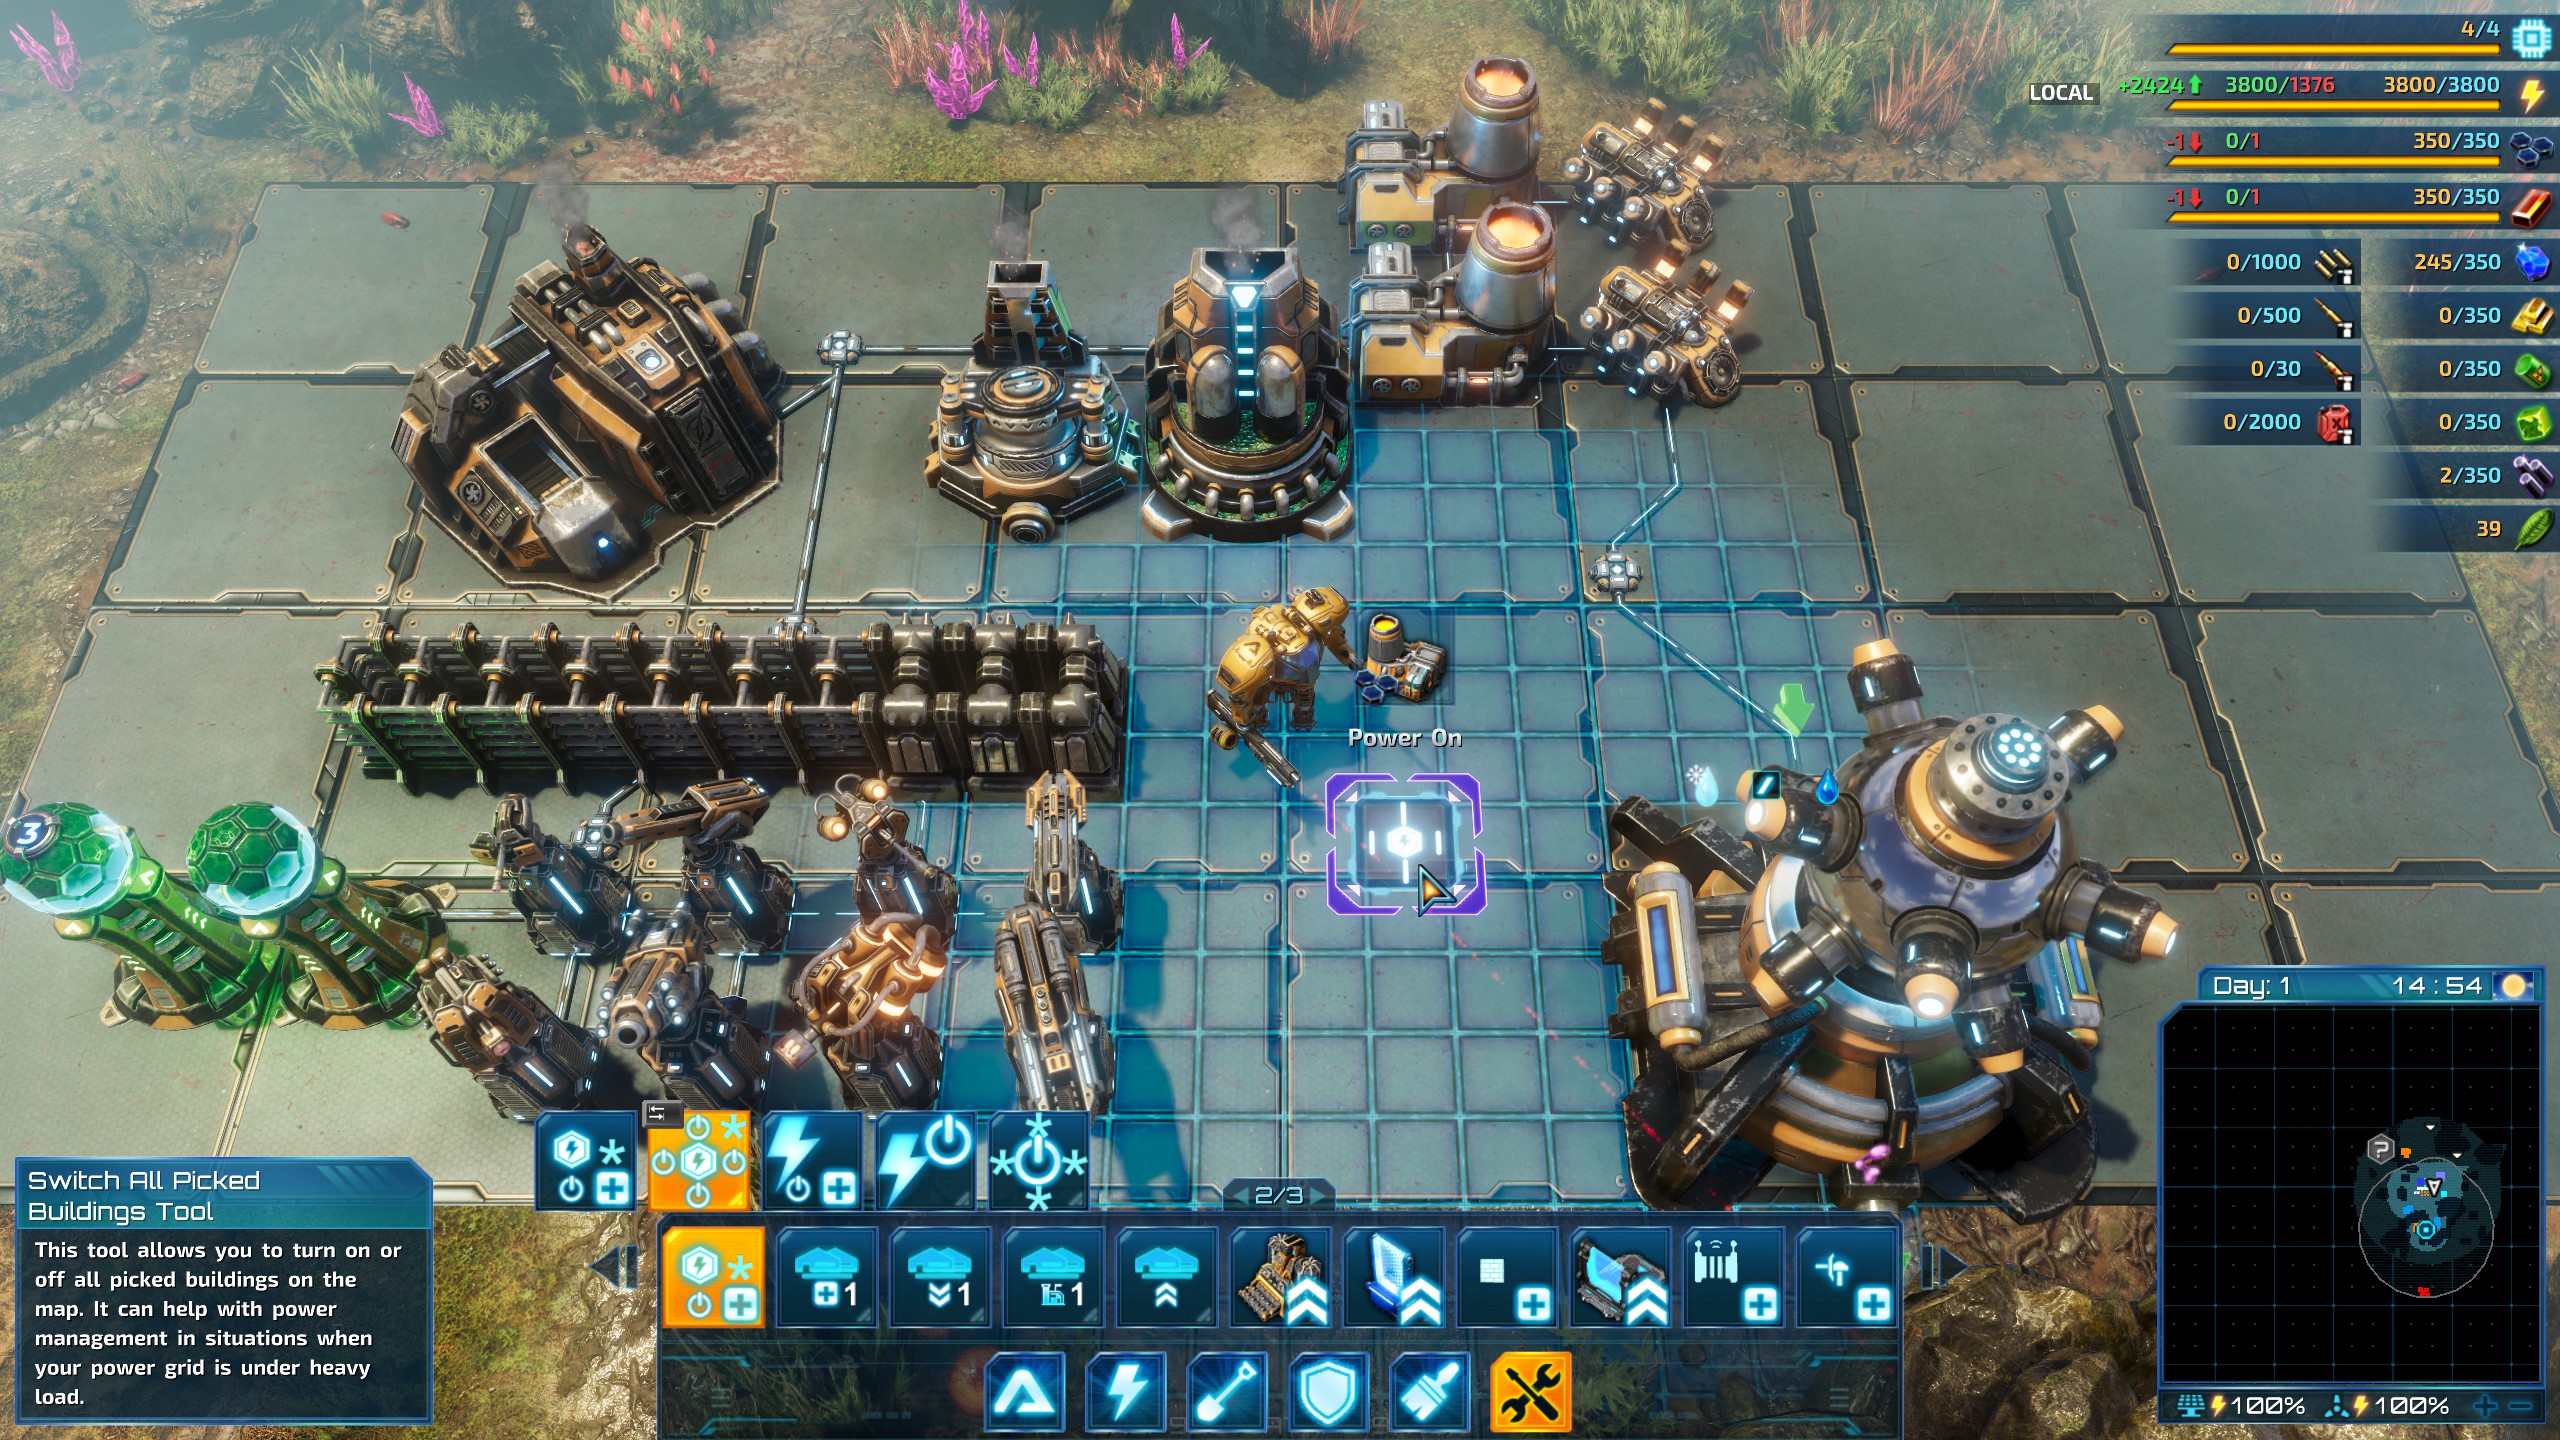 4/4
LOCAL +2424 3800/1376 3800/3800
-1 0/1 350/350
-1 0/1 350/350
0/1000 245/350
0/500 0/350
0/30 0/350
0/2000 0/350
2/350
39
Power On
3
Day: 1 14:54
Switch All Picked
Buildings Tool
This tool allows you to turn on or
off all picked buildings on the
map. It can help with power
management in situations when
your power grid is under heavy
load.
2/3
1
1
1
?
100% 100%